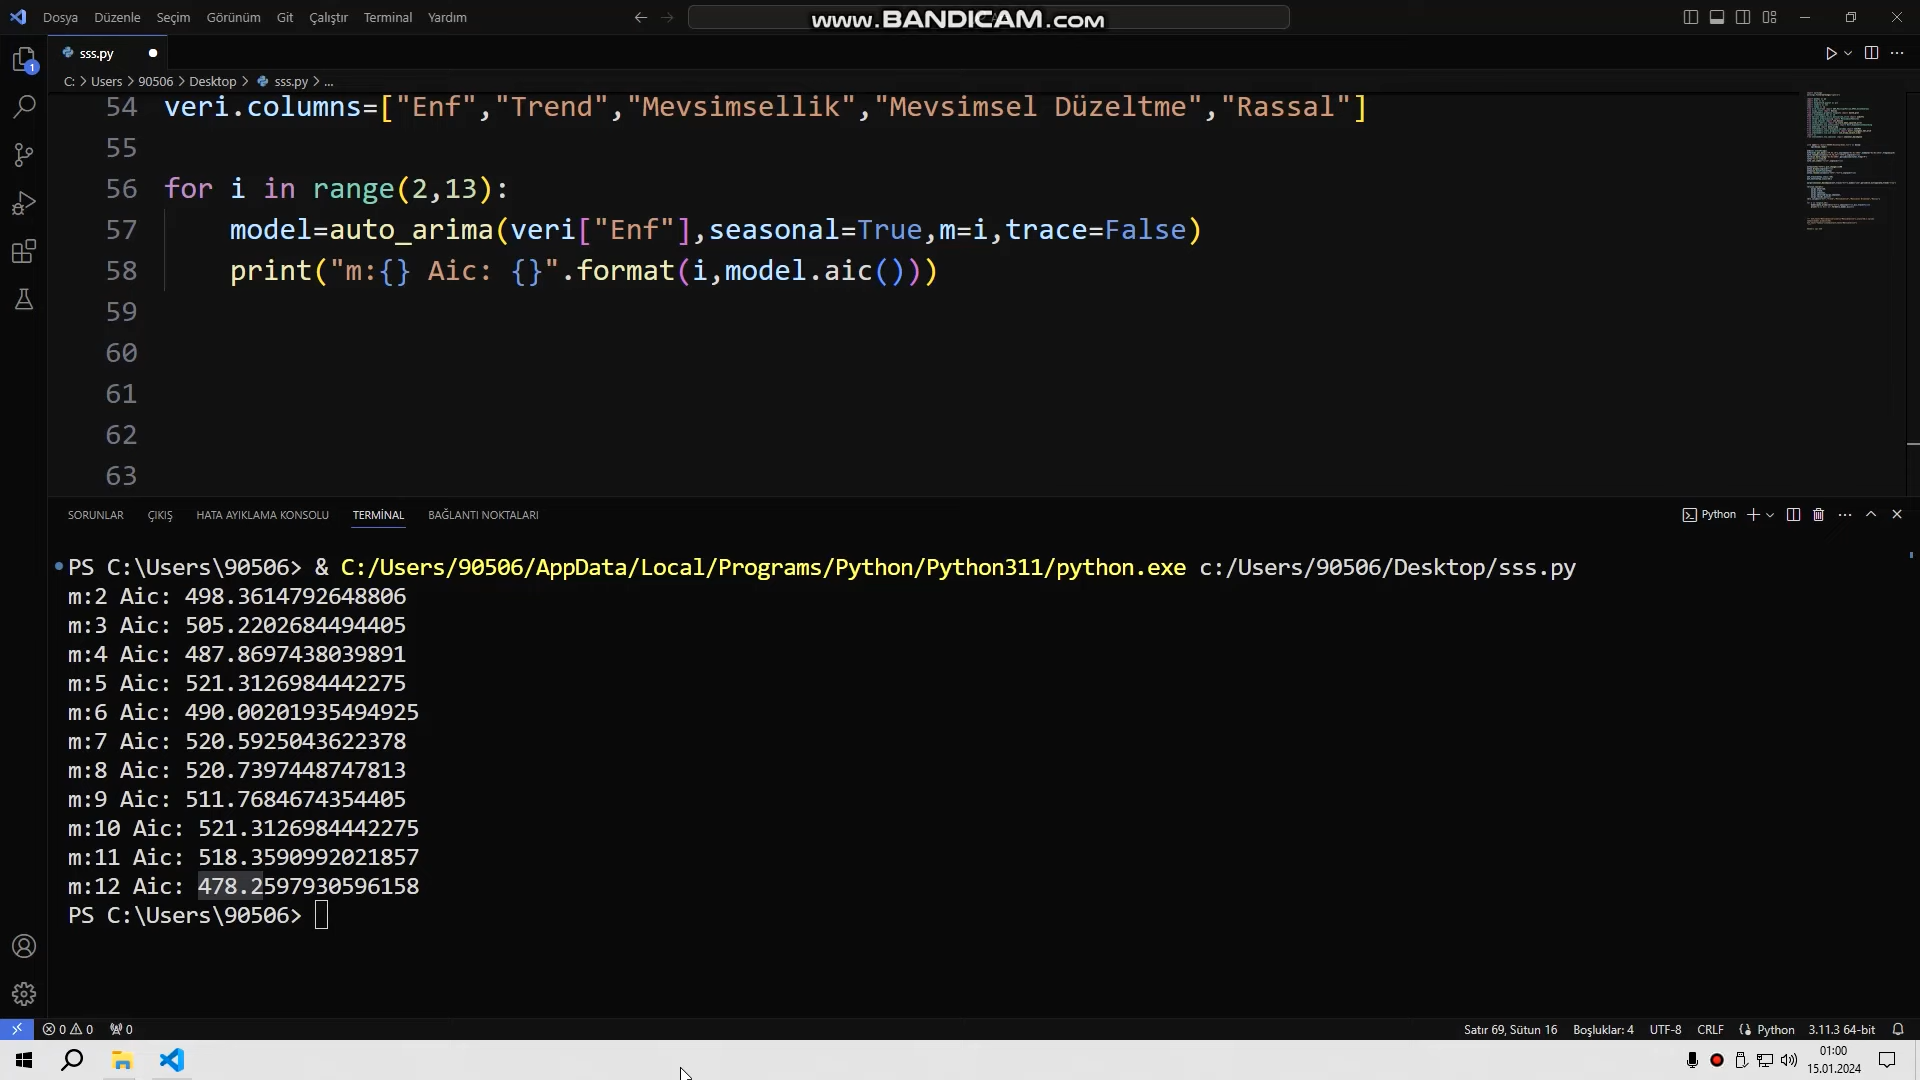 Dosya Düzenle Seçim Görünüm Git Çalıştır Terminal Yardım
www.BANDICAM.com
sss.py
1
C: > Users > 90506 > Desktop > sss.py > ...
54 veri.columns=["Enf","Trend","Mevsimsellik","Mevsimsel Düzeltme","Rassal"]
55
56 for i in range(2,13):
57 model=auto_arima(veri["Enf"],seasonal=True,m=i,trace=False)
58 print("m:{} Aic: {}".format(i,model.aic()))
59
60
61
62
63
SORUNLAR ÇIKIŞ HATA AYIKLAMA KONSOLU TERMİNAL BAĞLANTI NOKTALARI
Python
PS C:\Users\90506> & C:/Users/90506/AppData/Local/Programs/Python/Python311/python.exe c:/Users/90506/Desktop/sss.py
m:2 Aic: 498.3614792648806
m:3 Aic: 505.2202684494405
m:4 Aic: 487.8697438039891
m:5 Aic: 521.3126984442275
m:6 Aic: 490.00201935494925
m:7 Aic: 520.5925043622378
m:8 Aic: 520.7397448747813
m:9 Aic: 511.7684674354405
m:10 Aic: 521.3126984442275
m:11 Aic: 518.3590992021857
m:12 Aic: 478.2597930596158
PS C:\Users\90506>
0 0 0
Satır 69, Sütun 16 Boşluklar: 4 UTF-8 CRLF Python 3.11.3 64-bit
01:00
15.01.2024